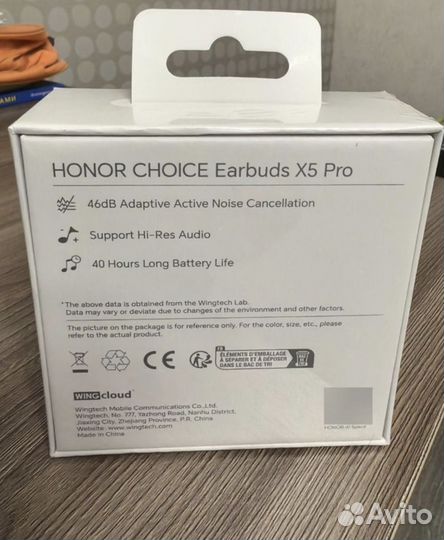 АМИ
HONOR CHOICE Earbuds X5 Pro
46dB Adaptive Active Noise Cancellation
Support Hi-Res Audio
40 Hours Long Battery Life
*The above data is obtained from the Wingtech Lab.
Data may vary or deviate due to changes of the environment and other factors.
The picture on the package is for reference only. For the color, size, etc., please
refer to the actual product.
FR
ÉLÉMENTS D'EMBALLAGE
À SÉPARER ET À DÉPOSER
DANS LE BAC DE TRI
WINGcloud™
Wingtech Mobile Communications Co.,Ltd.
Wingtech, No. 777, Yazhong Road, Nanhu District,
Jiaxing City, Zhejiang Province, P.R. China
Website: www.wingtech.com
Made in China
Avito